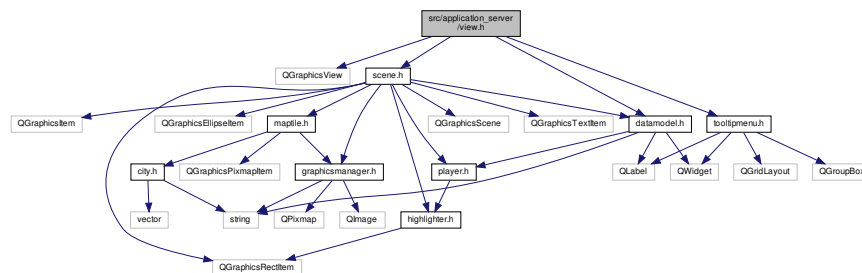 src/application_server
/view.h
QGraphicsView
scene.h
QGraphicsItem
QGraphicsEllipseItem
maptile.h
QGraphicsScene
QGraphicsTextItem
datamodel.h
tooltipmenu.h
city.h
QGraphicsPixmapItem
graphicsmanager.h
player.h
QLabel
QWidget
QGridLayout
QGroupBox
vector
string
QPixmap
QImage
highlighter.h
QGraphicsRectItem